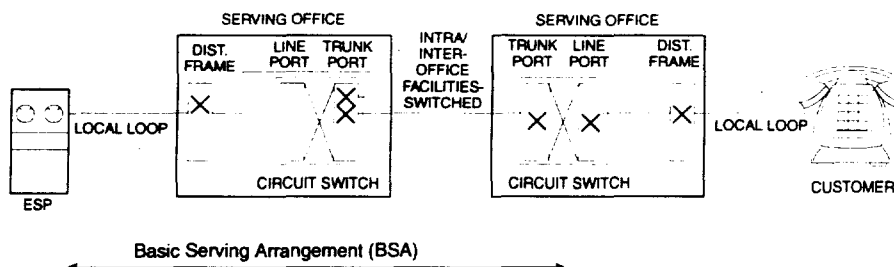 SERVING OFFICE
SERVING OFFICE
DIST.
FRAME
LINE
PORT
TRUNK
PORT
INTRA/
INTER-
OFFICE
FACILITIES-
SWITCHED
TRUNK
PORT
LINE
PORT
DIST.
FRAME
LOCAL LOOP
LOCAL LOOP
CIRCUIT SWITCH
CIRCUIT SWITCH
ESP
CUSTOMER
Basic Serving Arrangement (BSA)